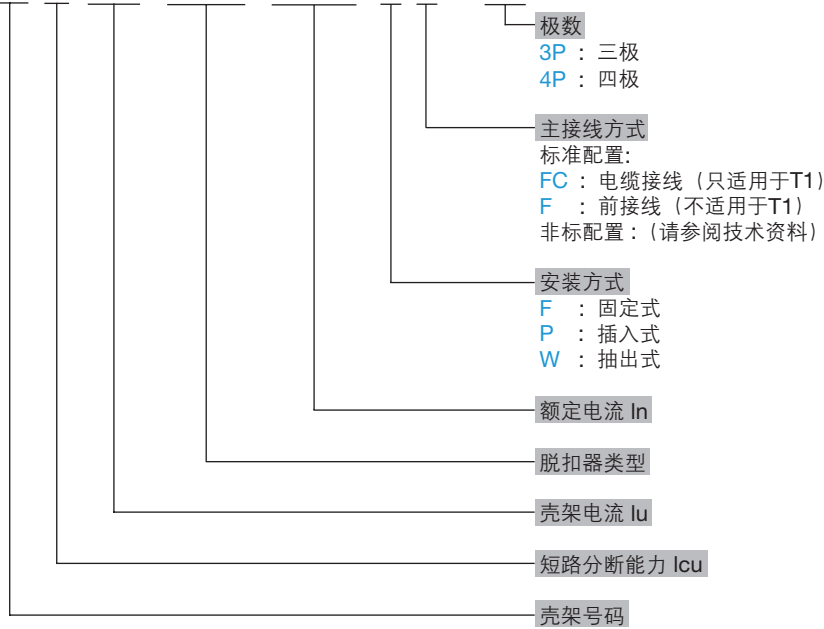 极数
3P : 三极
4P : 四极
主接线方式
标准配置:
FC : 电缆接线（只适用于T1）
F : 前接线（不适用于T1）
非标配置 :（请参阅技术资料）
安装方式
F : 固定式
P : 插入式
W : 抽出式
额定电流 In
脱扣器类型
壳架电流 Iu
短路分断能力 Icu
壳架号码